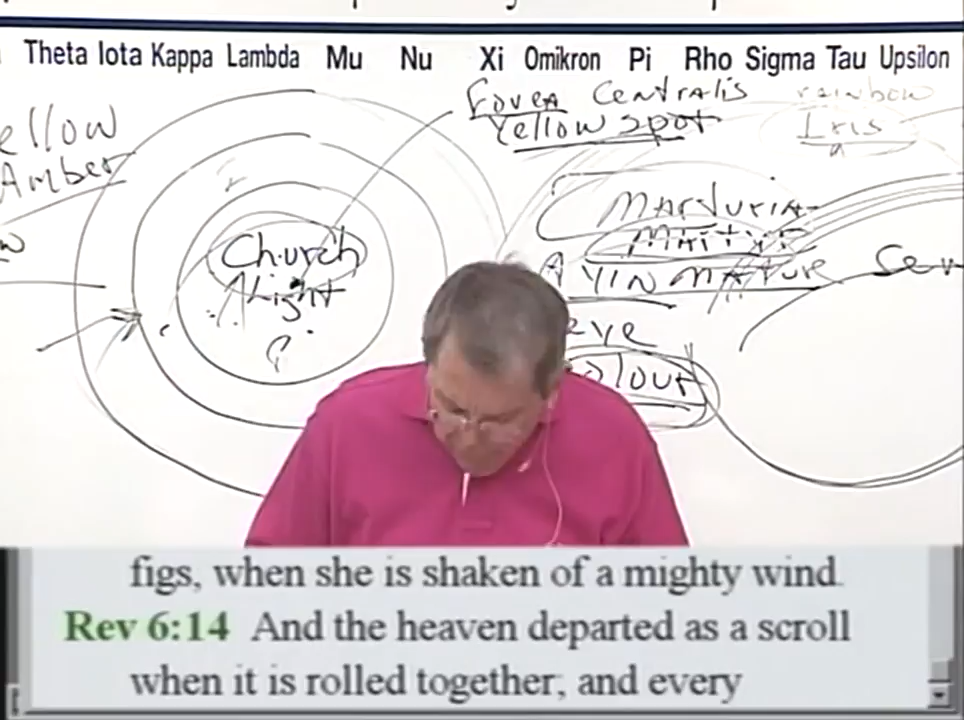 Theta Iota Kappa Lambda Mu Nu Xi Omikron Pi Rho Sigma Tau Upsilon
Fovea Centralis
Yellow spot
rainbow
Iris
ellow
Amber
Church
Light
Marturia
Martyr
AYIN
eye
olour
figs, when she is shaken of a mighty wind.
Rev 6:14 And the heaven departed as a scroll
when it is rolled together; and every